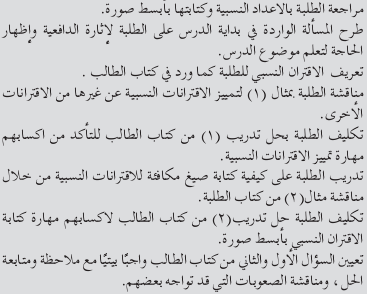 مراجعة الطلبة بالاعداد النسبية وكتابتها بأبسط صورة.
طرح المسألة الواردة في بداية الدرس على الطلبة لإثارة الدافعية وإظهار
الحاجة لتعلم موضوع الدرس.
تعريف الاقتران النسبي للطلبة كما ورد في كتاب الطالب .
مناقشة الطلبة بمثال (١) لتمييز الاقترانات النسبية عن غيرها من الاقترانات
الأخرى.
تكليف الطلبة بحل تدريب (١) من كتاب الطالب للتأكد من اكسابهم
مهارة تمييز الاقترانات النسبية.
تدريب الطلبة على كيفية كتابة صيغ مكافئة للاقترانات النسبية من خلال
مناقشة مثال(٢) من كتاب الطلبة.
تكليف الطلبة حل تدريب(٢) من كتاب الطالب لاكسابهم مهارة كتابة
الاقتران النسبي بأبسط صورة.
تعيين السؤال الأول والثاني من كتاب الطالب واجبًا بيتيًّا مع ملاحظة ومتابعة
الحل ، ومناقشة الصعوبات التي قد تواجه بعضهم.